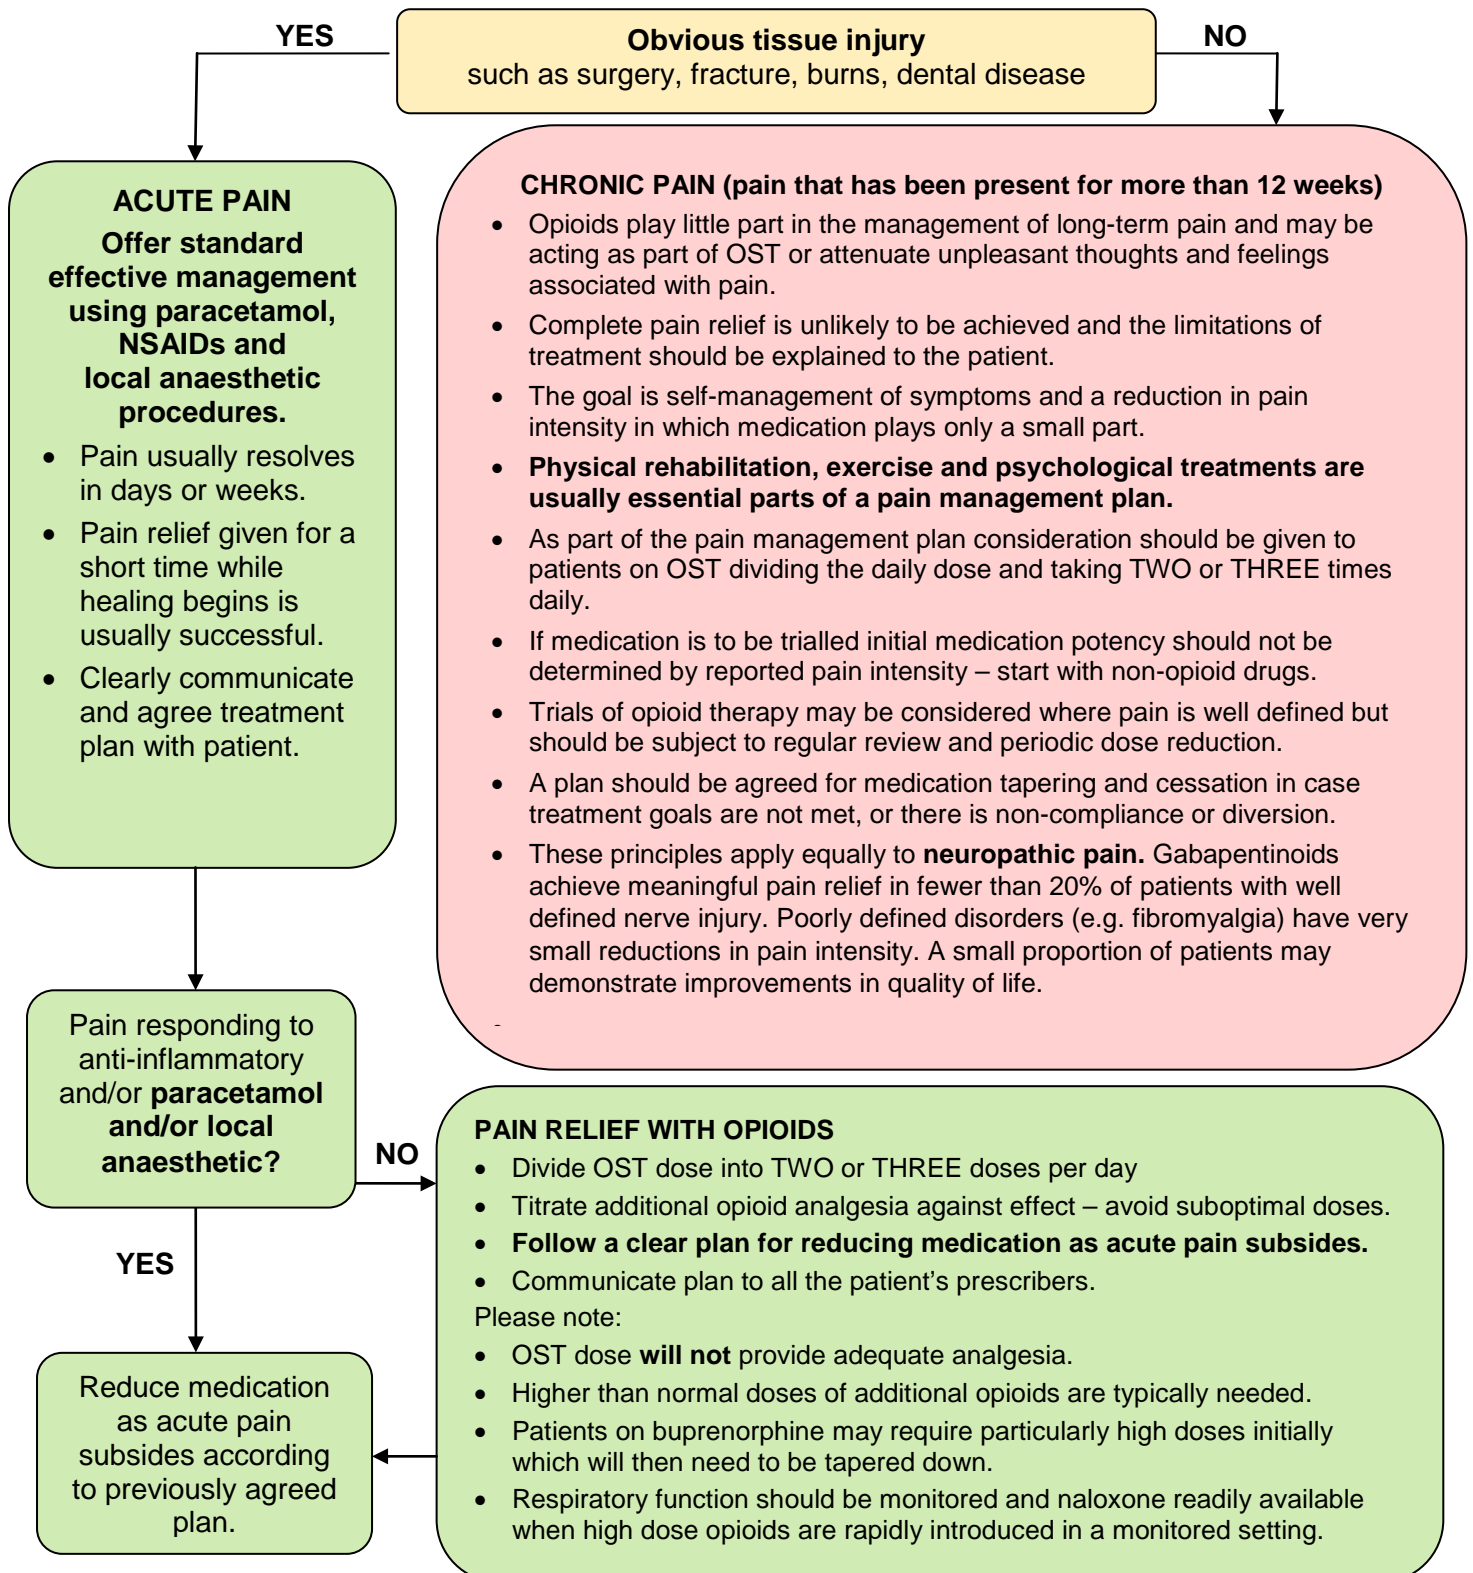 YES
Obvious tissue injury
such as surgery, fracture, burns, dental disease
NO
ACUTE PAIN
Offer standard
effective management
using paracetamol,
NSAIDs and
local anaesthetic
procedures.
• Pain usually resolves
in days or weeks.
• Pain relief given for a
short time while
healing begins is
usually successful.
• Clearly communicate
and agree treatment
plan with patient.
CHRONIC PAIN (pain that has been present for more than 12 weeks)
• Opioids play little part in the management of long-term pain and may be
acting as part of OST or attenuate unpleasant thoughts and feelings
associated with pain.
• Complete pain relief is unlikely to be achieved and the limitations of
treatment should be explained to the patient.
• The goal is self-management of symptoms and a reduction in pain
intensity in which medication plays only a small part.
• Physical rehabilitation, exercise and psychological treatments are
usually essential parts of a pain management plan.
• As part of the pain management plan consideration should be given to
patients on OST dividing the daily dose and taking TWO or THREE times
daily.
• If medication is to be trialled initial medication potency should not be
determined by reported pain intensity – start with non-opioid drugs.
• Trials of opioid therapy may be considered where pain is well defined but
should be subject to regular review and periodic dose reduction.
• A plan should be agreed for medication tapering and cessation in case
treatment goals are not met, or there is non-compliance or diversion.
• These principles apply equally to neuropathic pain. Gabapentinoids
achieve meaningful pain relief in fewer than 20% of patients with well
defined nerve injury. Poorly defined disorders (e.g. fibromyalgia) have very
small reductions in pain intensity. A small proportion of patients may
demonstrate improvements in quality of life.
Pain responding to
anti-inflammatory
and/or paracetamol
and/or local
anaesthetic?
NO
YES
PAIN RELIEF WITH OPIOIDS
• Divide OST dose into TWO or THREE doses per day
• Titrate additional opioid analgesia against effect – avoid suboptimal doses.
• Follow a clear plan for reducing medication as acute pain subsides.
• Communicate plan to all the patient's prescribers.
Please note:
• OST dose will not provide adequate analgesia.
• Higher than normal doses of additional opioids are typically needed.
• Patients on buprenorphine may require particularly high doses initially
which will then need to be tapered down.
• Respiratory function should be monitored and naloxone readily available
when high dose opioids are rapidly introduced in a monitored setting.
Reduce medication
as acute pain
subsides according
to previously agreed
plan.